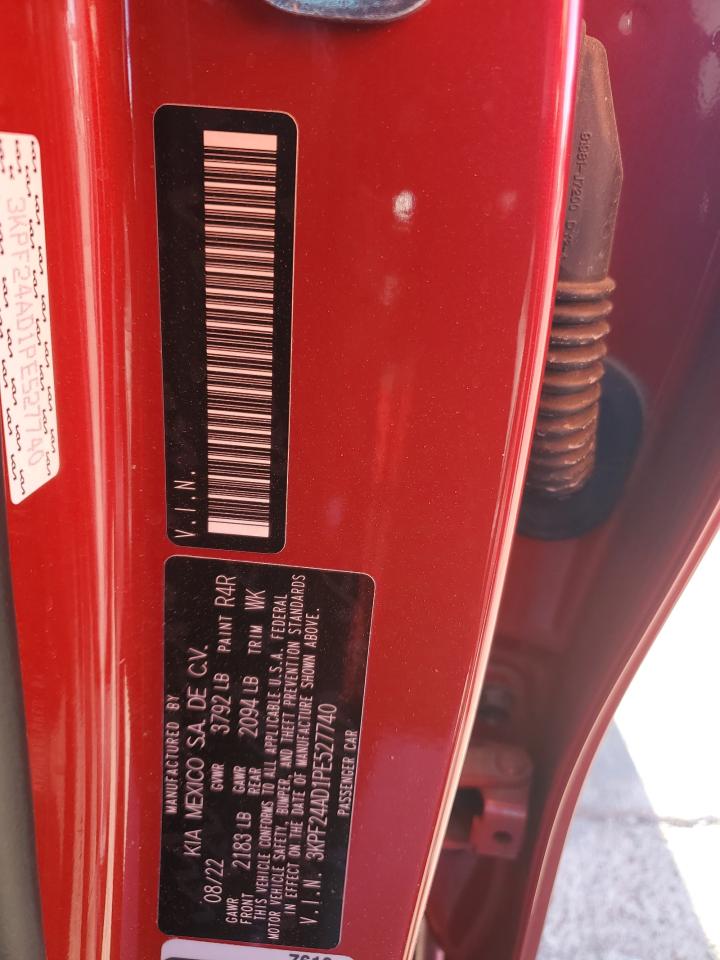 3KPF24AD1PE527740
V.I.N.
MANUFACTURED BY
KIA MEXICO S.A. DE C.V.
08/22 GVWR 3792 LB PAINT R4R
GAWR FRONT 2183 LB GAWR REAR 2094 LB TRIM WK
THIS VEHICLE CONFORMS TO ALL APPLICABLE U.S.A. FEDERAL
MOTOR VEHICLE SAFETY, BUMPER, AND THEFT PREVENTION STANDARDS
IN EFFECT ON THE DATE OF MANUFACTURE SHOWN ABOVE.
V.I.N. 3KPF24AD1PE527740
PASSENGER CAR